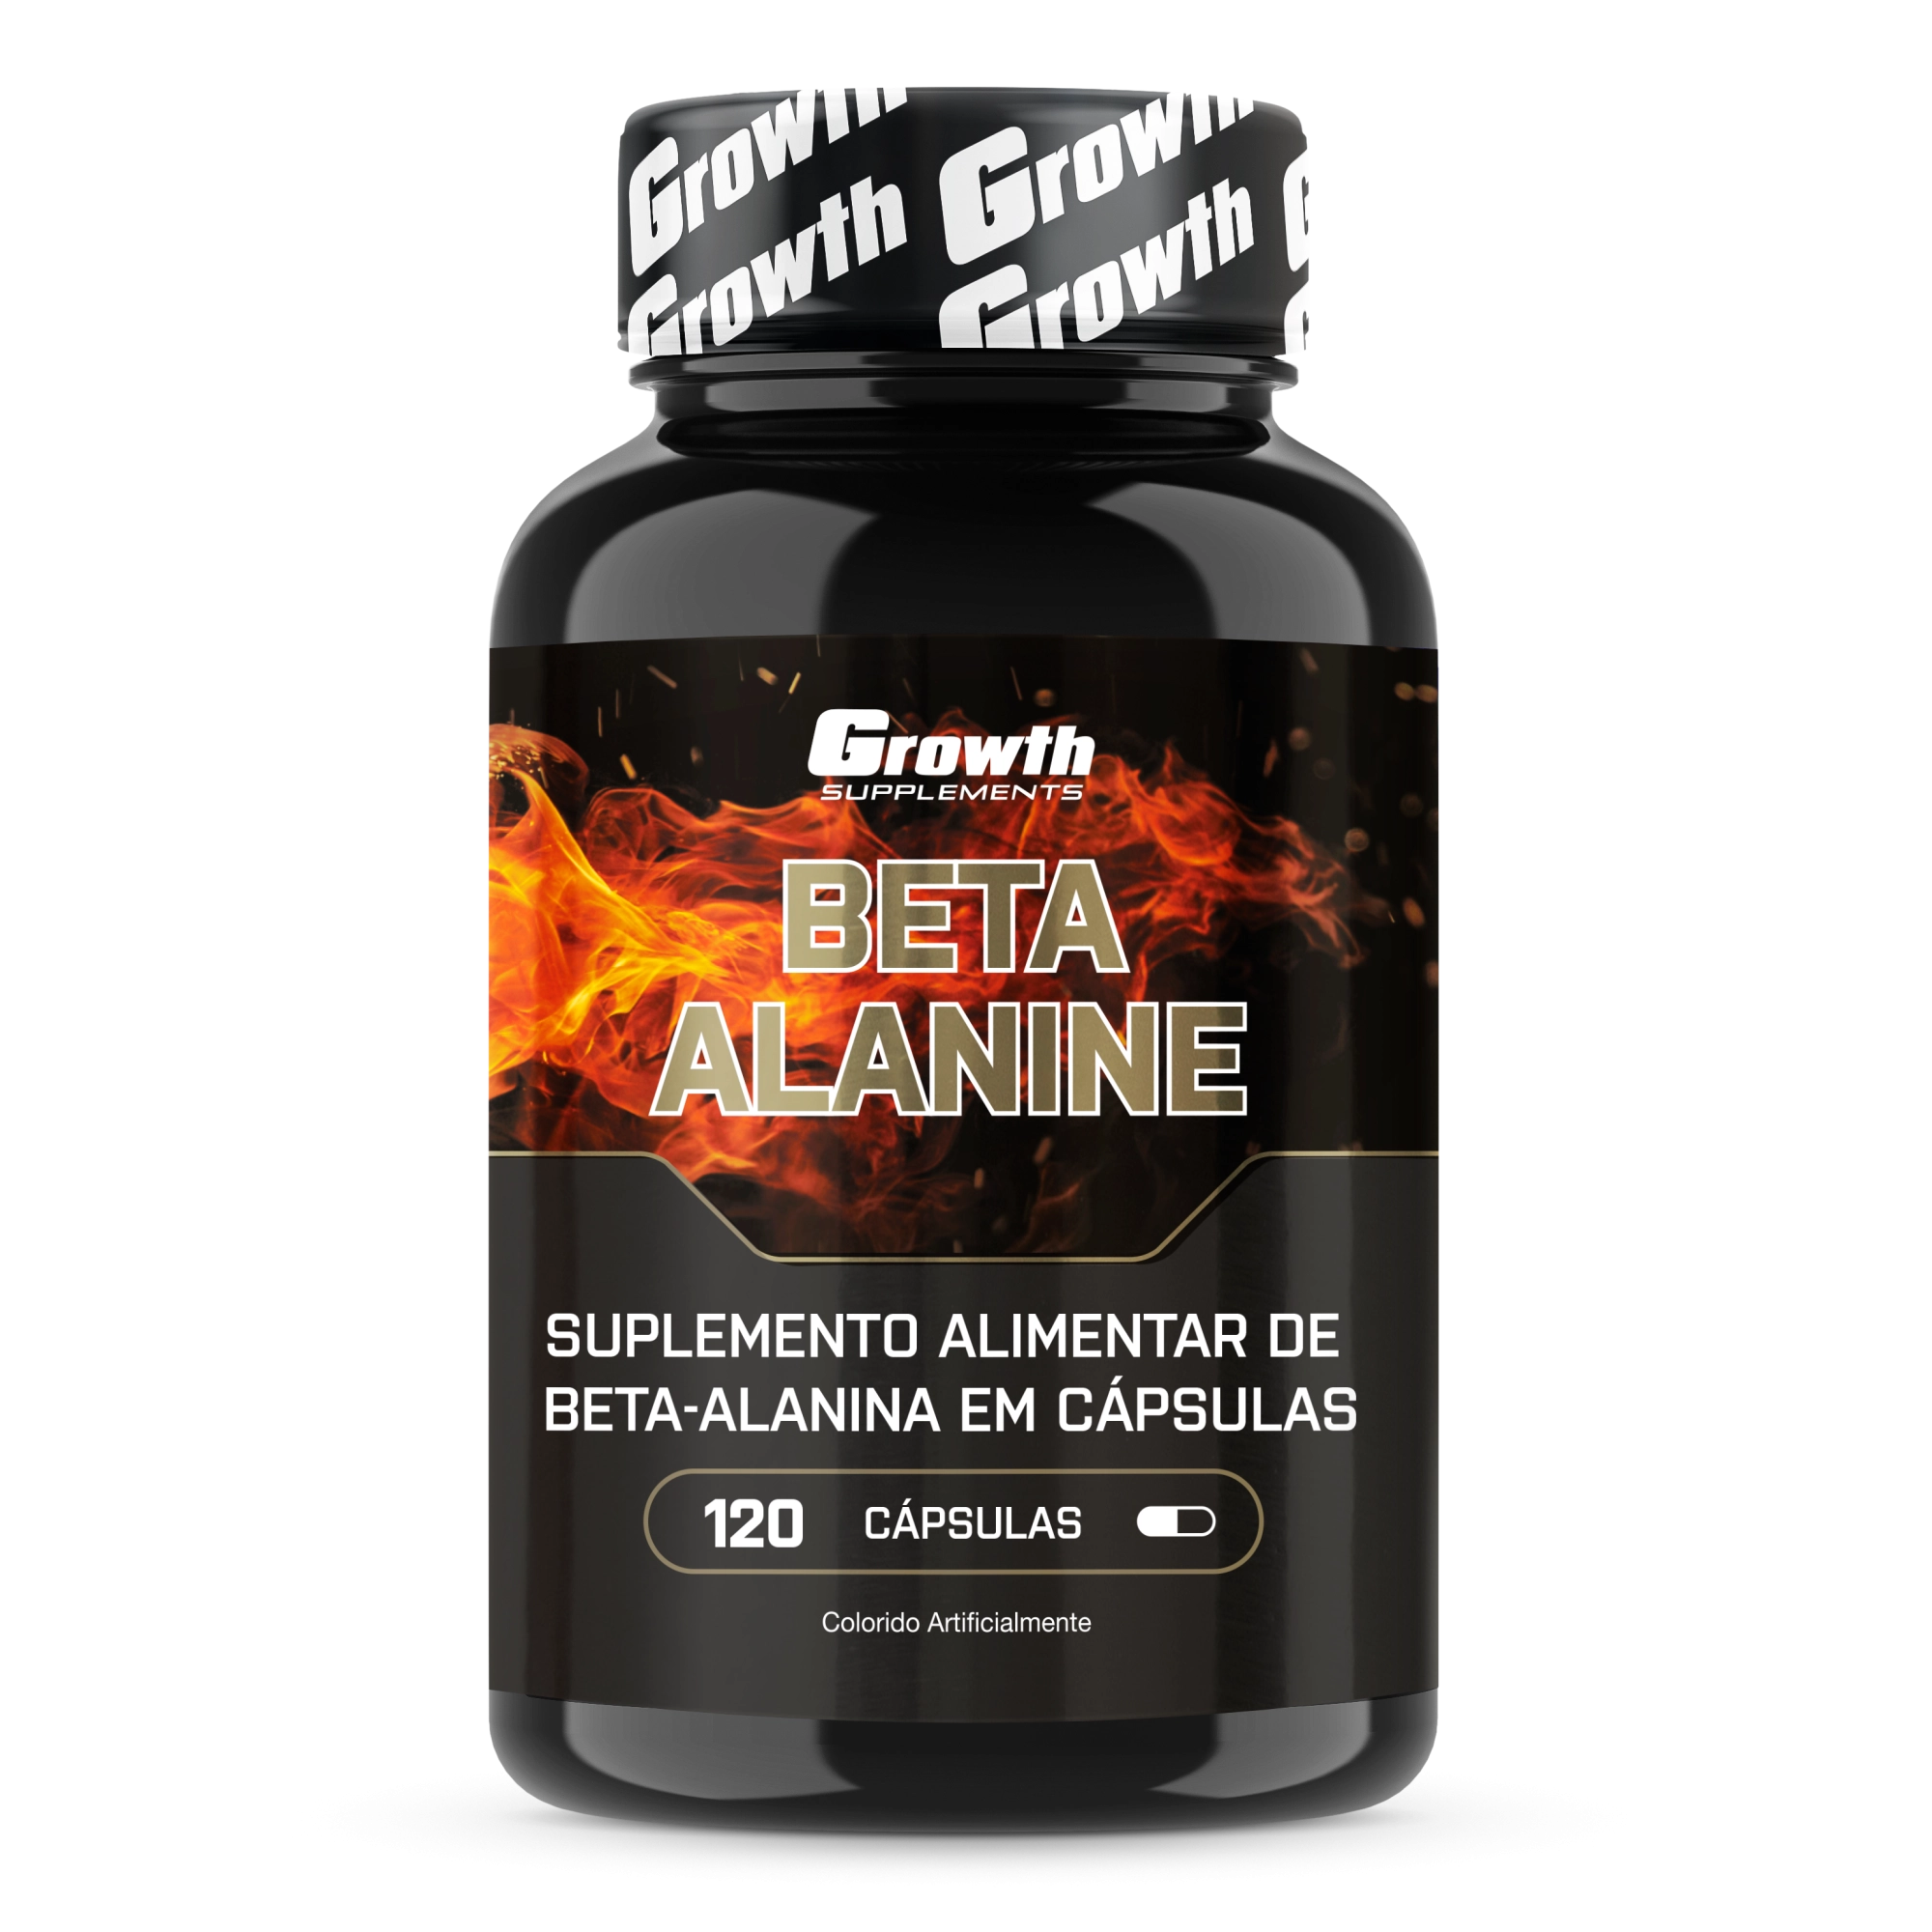 Growth
Growth
Growth
Growth
Growth
SUPPLEMENTS
BETA
ALANINE
SUPLEMENTO ALIMENTAR DE
BETA-ALANINA EM CÁPSULAS
120 CÁPSULAS
Colorido Artificialmente